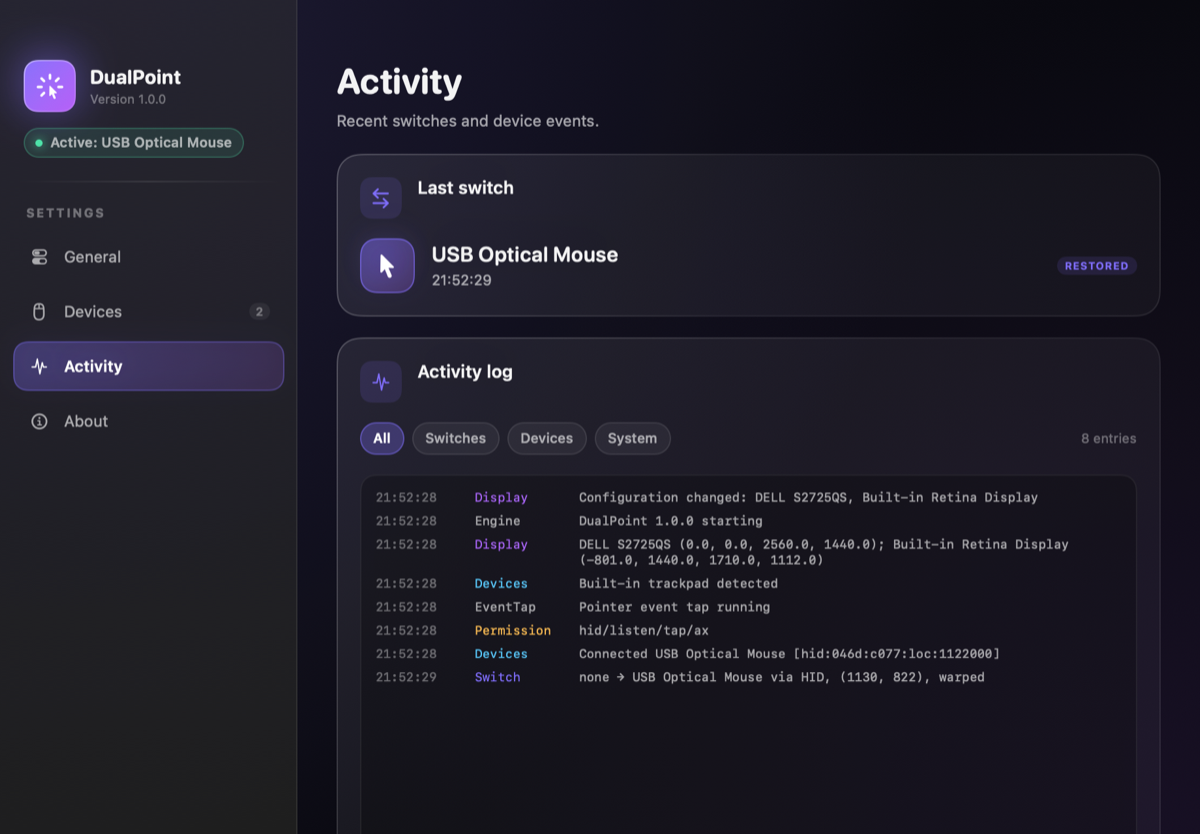 DualPoint
Version 1.0.0
Active: USB Optical Mouse
SETTINGS
General
Devices 2
Activity
About
Activity
Recent switches and device events.
Last switch
USB Optical Mouse
21:52:29
RESTORED
Activity log
All Switches Devices System 8 entries
21:52:28 Display Configuration changed: DELL S2725QS, Built-in Retina Display
21:52:28 Engine DualPoint 1.0.0 starting
21:52:28 Display DELL S2725QS (0.0, 0.0, 2560.0, 1440.0); Built-in Retina Display
(-801.0, 1440.0, 1710.0, 1112.0)
21:52:28 Devices Built-in trackpad detected
21:52:28 EventTap Pointer event tap running
21:52:28 Permission hid/listen/tap/ax
21:52:28 Devices Connected USB Optical Mouse [hid:046d:c077:loc:1122000]
21:52:29 Switch none → USB Optical Mouse via HID, (1130, 822), warped